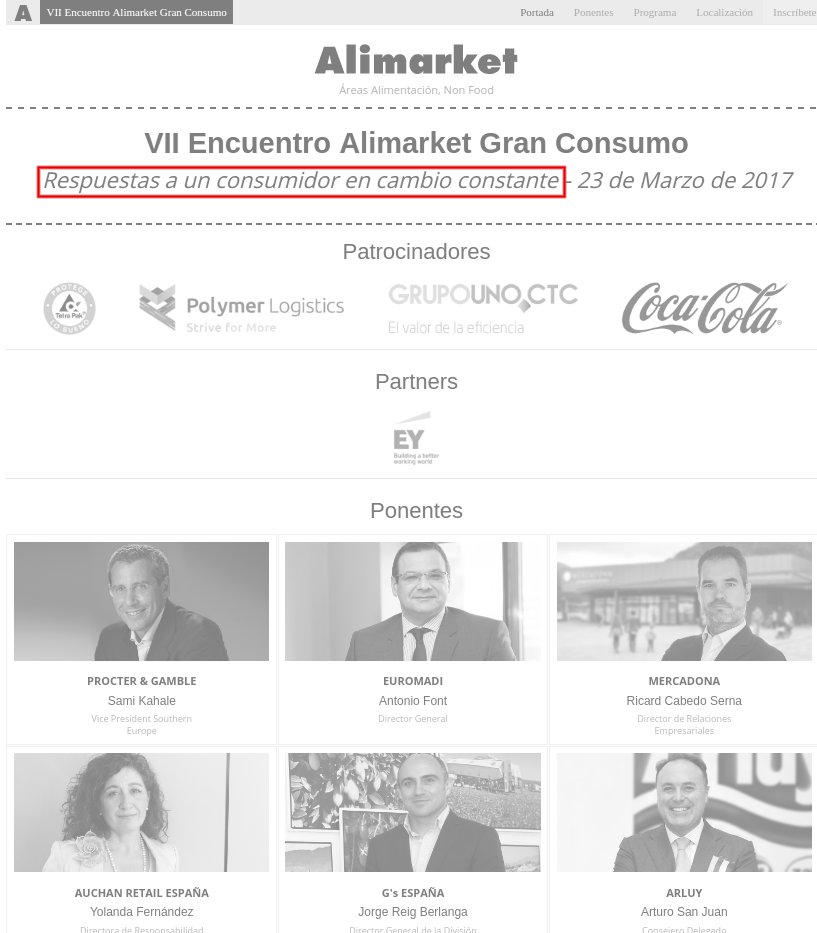 A VII Encuentro Alimarket Gran Consumo Portada Ponentes Programa Localización Inscríbete
Alimarket
Áreas Alimentación, Non Food
VII Encuentro Alimarket Gran Consumo
Respuestas a un consumidor en cambio constante - 23 de Marzo de 2017
Patrocinadores
PROTEGE
Tetra Pak
LO BUENO
Polymer Logistics
Strive for More
GRUPOUNO CTC
El valor de la eficiencia
Coca-Cola
Partners
EY
Building a better
working world
Ponentes
PROCTER & GAMBLE
Sami Kahale
Vice President Southern
Europe
EUROMADI
Antonio Font
Director General
MERCADONA
Ricard Cabedo Serna
Director de Relaciones
Empresariales
AUCHAN RETAIL ESPAÑA
Yolanda Fernández
Directora de Responsabilidad
G's ESPAÑA
Jorge Reig Berlanga
Director General de la División
ARLUY
Arturo San Juan
Consejero Delegado